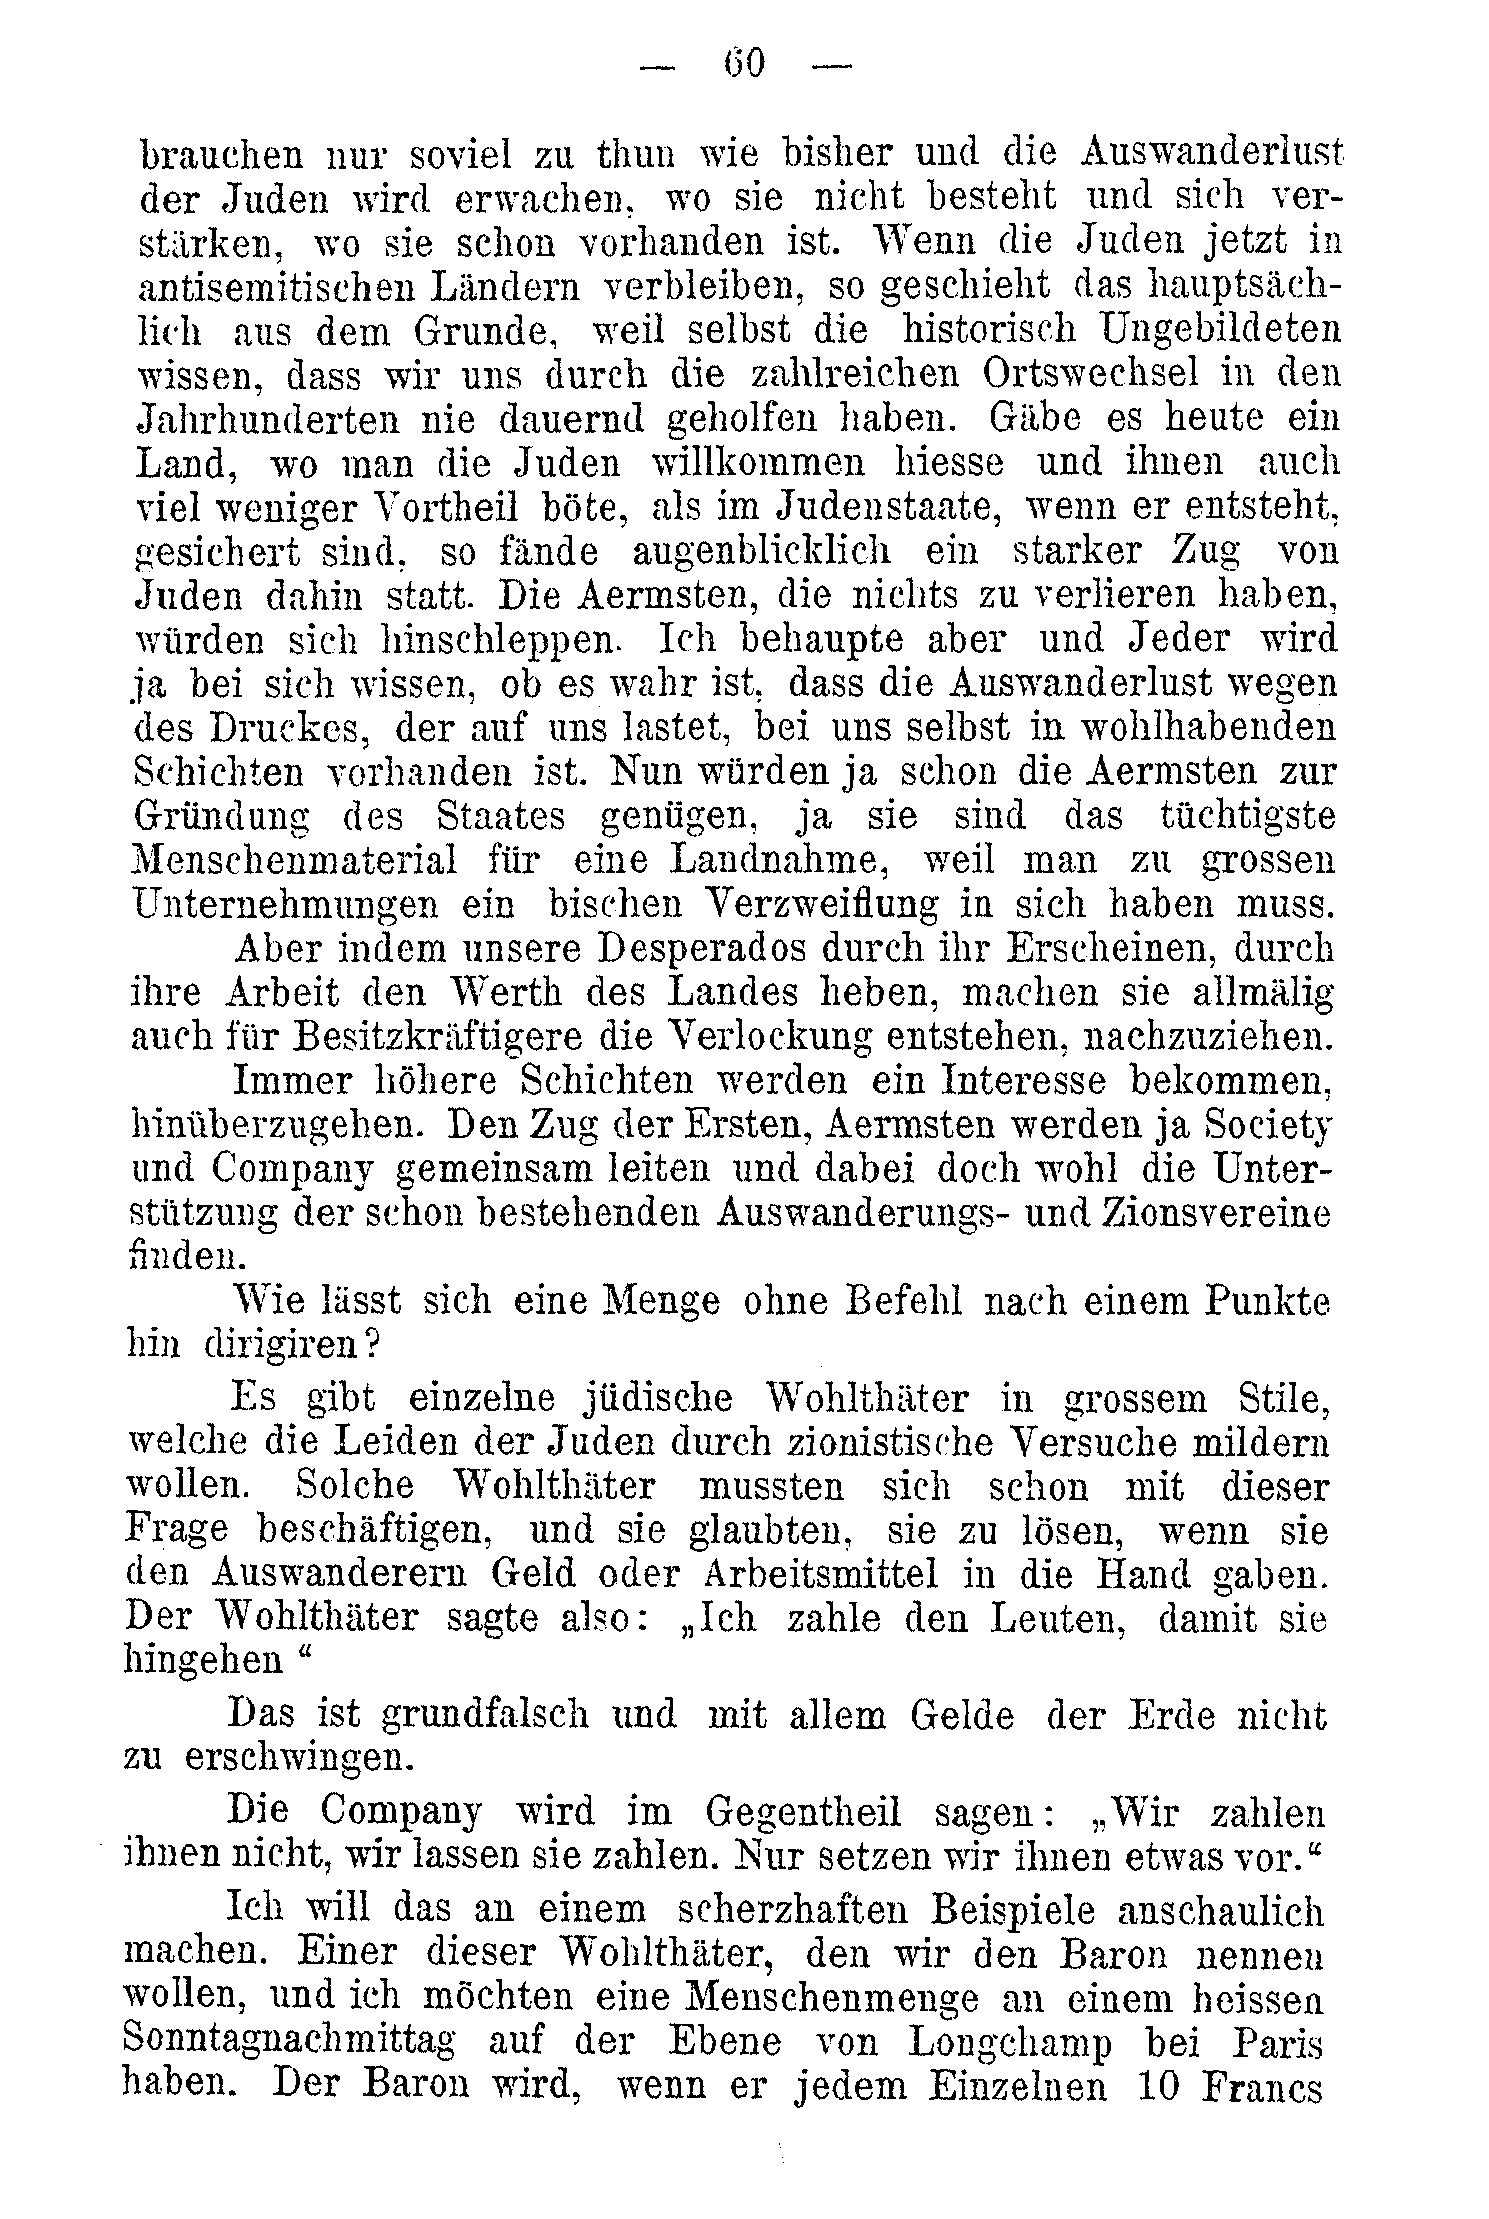 — 60 —
brauchen nur soviel zu thun wie bisher und die Auswanderlust
der Juden wird erwachen, wo sie nicht besteht und sich ver-
stärken, wo sie schon vorhanden ist. Wenn die Juden jetzt in
antisemitischen Ländern verbleiben, so geschieht das hauptsäch-
lich aus dem Grunde, weil selbst die historisch Ungebildeten
wissen, dass wir uns durch die zahlreichen Ortswechsel in den
Jahrhunderten nie dauernd geholfen haben. Gäbe es heute ein
Land, wo man die Juden willkommen hiesse und ihnen auch
viel weniger Vortheil böte, als im Judenstaate, wenn er entsteht,
gesichert sind, so fände augenblicklich ein starker Zug von
Juden dahin statt. Die Aermsten, die nichts zu verlieren haben,
würden sich hinschleppen. Ich behaupte aber und Jeder wird
ja bei sich wissen, ob es wahr ist, dass die Auswanderlust wegen
des Druckes, der auf uns lastet, bei uns selbst in wohlhabenden
Schichten vorhanden ist. Nun würden ja schon die Aermsten zur
Gründung des Staates genügen, ja sie sind das tüchtigste
Menschenmaterial für eine Landnahme, weil man zu grossen
Unternehmungen ein bischen Verzweiflung in sich haben muss.
Aber indem unsere Desperados durch ihr Erscheinen, durch
ihre Arbeit den Werth des Landes heben, machen sie allmälig
auch für Besitzkräftigere die Verlockung entstehen, nachzuziehen.
Immer höhere Schichten werden ein Interesse bekommen,
hinüberzugehen. Den Zug der Ersten, Aermsten werden ja Society
und Company gemeinsam leiten und dabei doch wohl die Unter-
stützung der schon bestehenden Auswanderungs- und Zionsvereine
finden.
Wie lässt sich eine Menge ohne Befehl nach einem Punkte
hin dirigiren?
Es gibt einzelne jüdische Wohlthäter in grossem Stile,
welche die Leiden der Juden durch zionistische Versuche mildern
wollen. Solche Wohlthäter mussten sich schon mit dieser
Frage beschäftigen, und sie glaubten, sie zu lösen, wenn sie
den Auswanderern Geld oder Arbeitsmittel in die Hand gaben.
Der Wohlthäter sagte also: „Ich zahle den Leuten, damit sie
hingehen “
Das ist grundfalsch und mit allem Gelde der Erde nicht
zu erschwingen.
Die Company wird im Gegentheil sagen: „Wir zahlen
ihnen nicht, wir lassen sie zahlen. Nur setzen wir ihnen etwas vor.“
Ich will das an einem scherzhaften Beispiele anschaulich
machen. Einer dieser Wohlthäter, den wir den Baron nennen
wollen, und ich möchten eine Menschenmenge an einem heissen
Sonntagnachmittag auf der Ebene von Longchamp bei Paris
haben. Der Baron wird, wenn er jedem Einzelnen 10 Francs